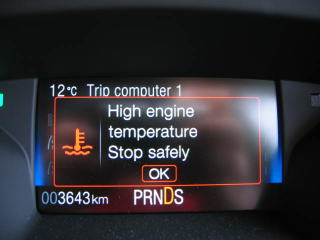 12°C Trip computer 1
High engine
temperature
Stop safely
OK
003643km PRNDS